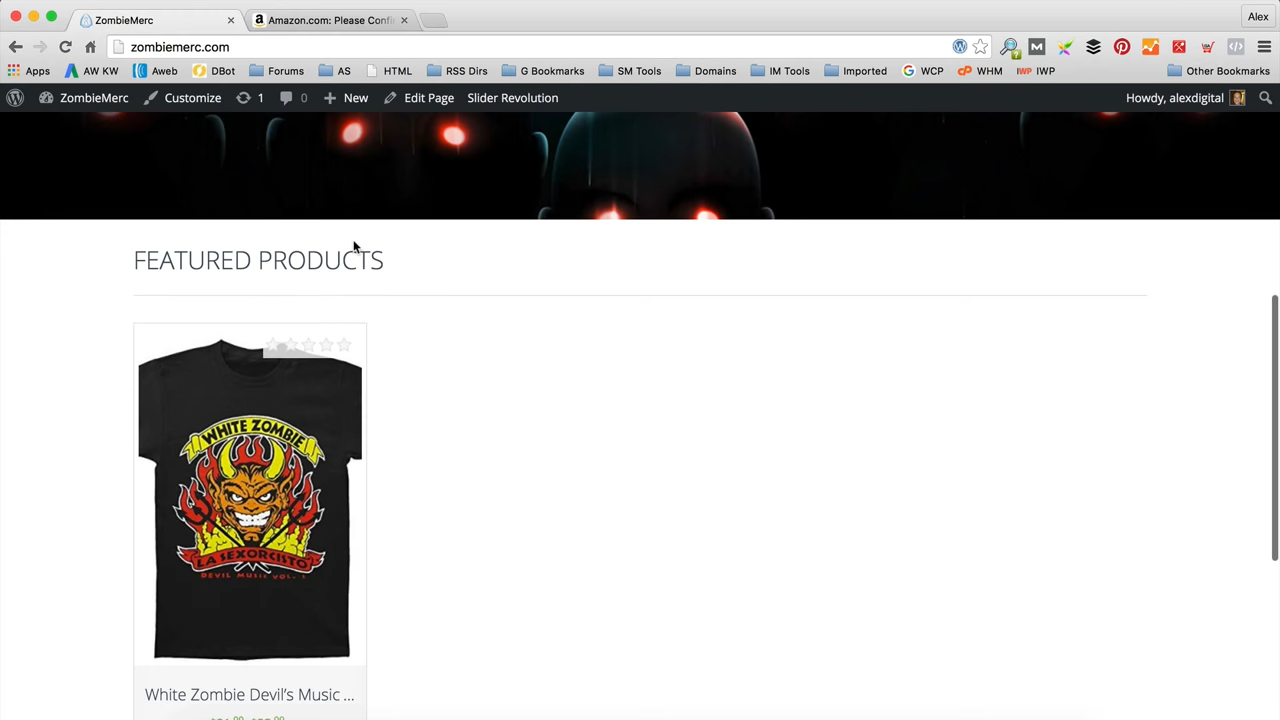 ZombieMerc
Amazon.com: Please Confi
Alex
zombiemerc.com
Apps
AW KW
Aweb
DBot
Forums
AS
HTML
RSS Dirs
G Bookmarks
SM Tools
Domains
IM Tools
Imported
WCP
WHM
IWP
Other Bookmarks
ZombieMerc
Customize
1
0
New
Edit Page
Slider Revolution
Howdy, alexdigital
FEATURED PRODUCTS
WHITE ZOMBIE
LA SEXORCISTO
DEVIL MUSIC VOL. 1
White Zombie Devil's Music ...